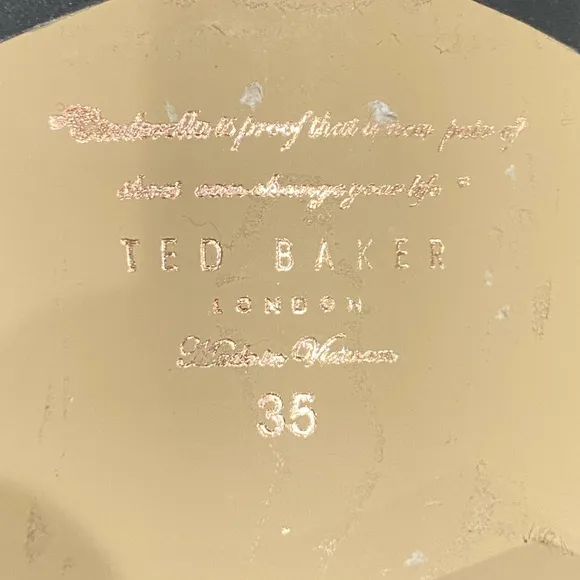 "Cinderella is proof that a new pair of
shoes can change your life"
TED BAKER
LONDON
Made in Vietnam
35